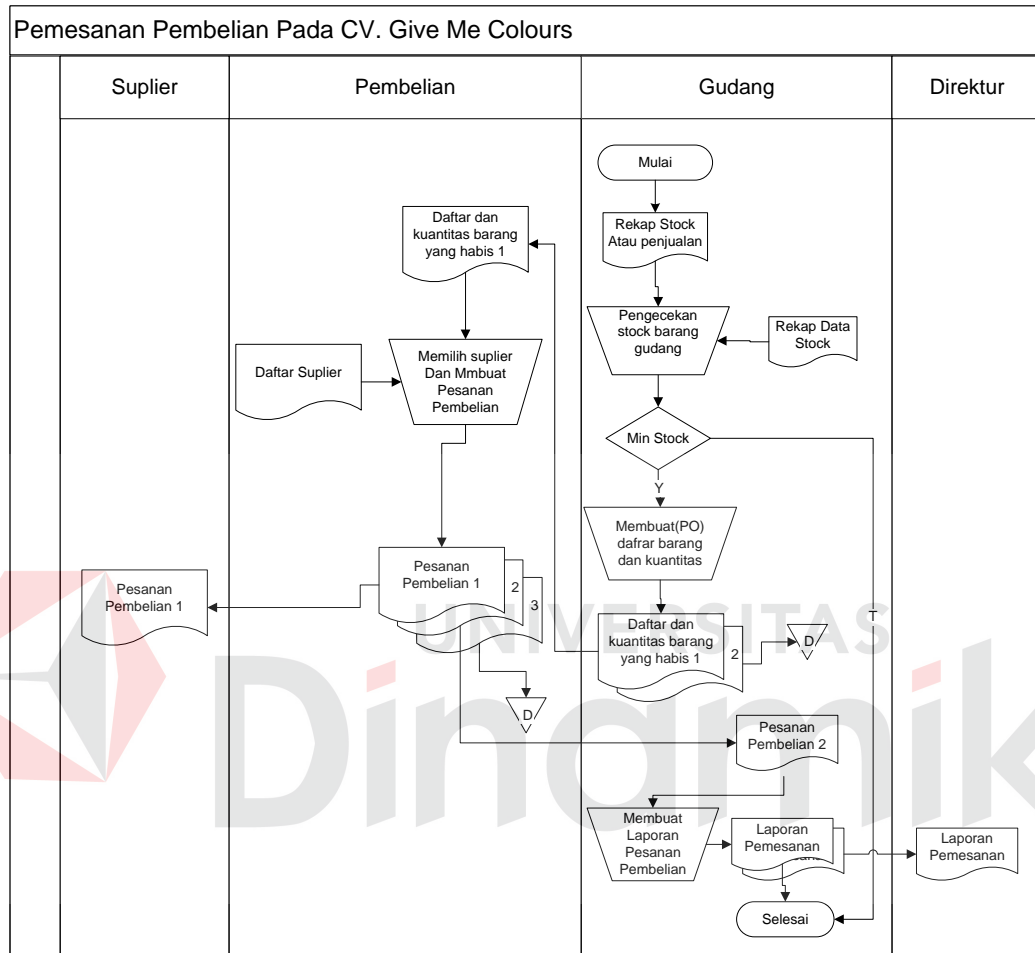 Pemesanan Pembelian Pada CV. Give Me Colours
Suplier
Pembelian
Gudang
Direktur
Mulai
Rekap Stock
Atau penjualan
Daftar dan
kuantitas barang
yang habis 1
Pengecekan
stock barang
gudang
Rekap Data
Stock
Daftar Suplier
Memilih suplier
Dan Mmbuat
Pesanan
Pembelian
Min Stock
Y
Membuat(PO)
dafrar barang
dan kuantitas
Pesanan
Pembelian 1
2
3
Pesanan
Pembelian 1
T
Daftar dan
kuantitas barang
yang habis 1
2
D
D
Pesanan
Pembelian 2
Membuat
Laporan
Pesanan
Pembelian
Laporan
Pemesanan
Laporan
Pemesanan
Selesai
UNIVERSITAS
Dinamik